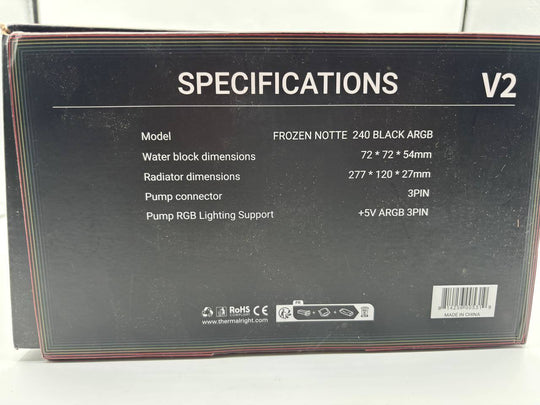 SPECIFICATIONS V2
Model FROZEN NOTTE 240 BLACK ARGB
Water block dimensions 72 * 72 * 54mm
Radiator dimensions 277 * 120 * 27mm
Pump connector 3PIN
Pump RGB Lighting Support +5V ARGB 3PIN
RoHS CE FR
www.thermalright.com
MADE IN CHINA